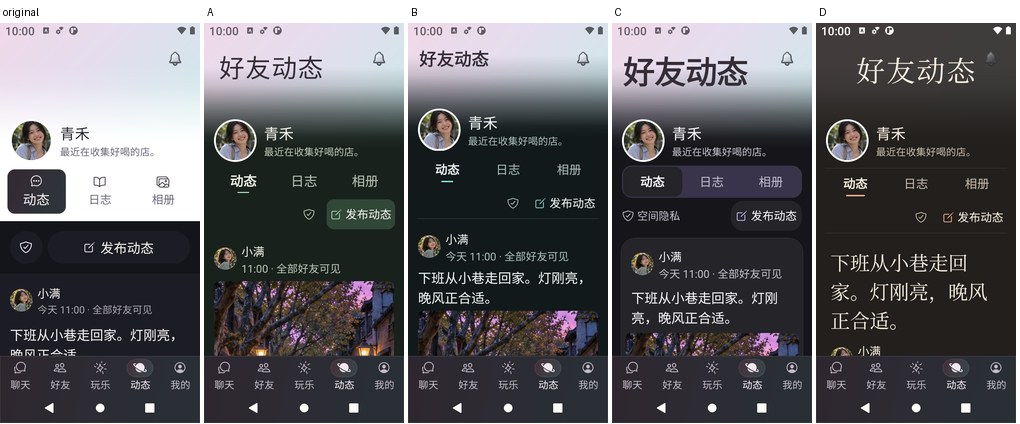 original
10:00
青禾
最近在收集好喝的店。
动态
日志
相册
发布动态
小满
今天 11:00 · 全部好友可见
下班从小巷走回家。灯刚亮，
晚风正合适。
聊天
好友
玩乐
动态
我的
A
10:00
好友动态
青禾
最近在收集好喝的店。
动态
日志
相册
发布动态
小满
11:00 · 全部好友可见
聊天
好友
玩乐
动态
我的
B
10:00
好友动态
青禾
最近在收集好喝的店。
动态
日志
相册
发布动态
小满
今天 11:00 · 全部好友可见
下班从小巷走回家。灯刚亮，
晚风正合适。
聊天
好友
玩乐
动态
我的
C
10:00
好友动态
青禾
最近在收集好喝的店。
动态
日志
相册
空间隐私
发布动态
小满
今天 11:00 · 全部好友可见
下班从小巷走回家。灯刚
亮，晚风正合适。
聊天
好友
玩乐
动态
我的
D
10:00
好友动态
青禾
最近在收集好喝的店。
动态
日志
相册
发布动态
下班从小巷走回
家。灯刚亮，晚风
正合适。
小满
聊天
好友
玩乐
动态
我的